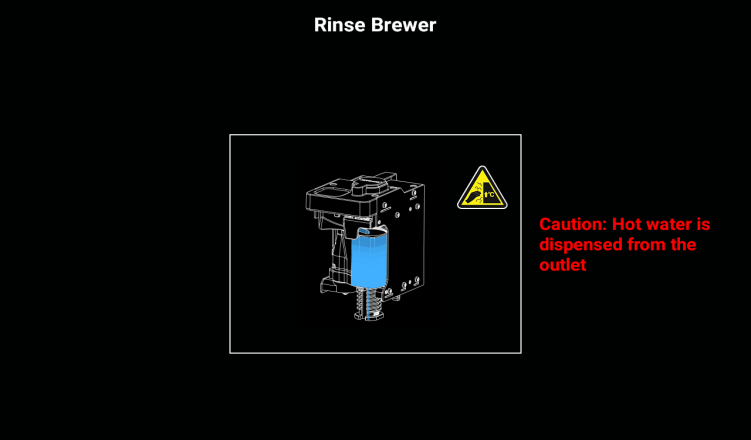 Rinse Brewer
Caution: Hot water is
dispensed from the
outlet